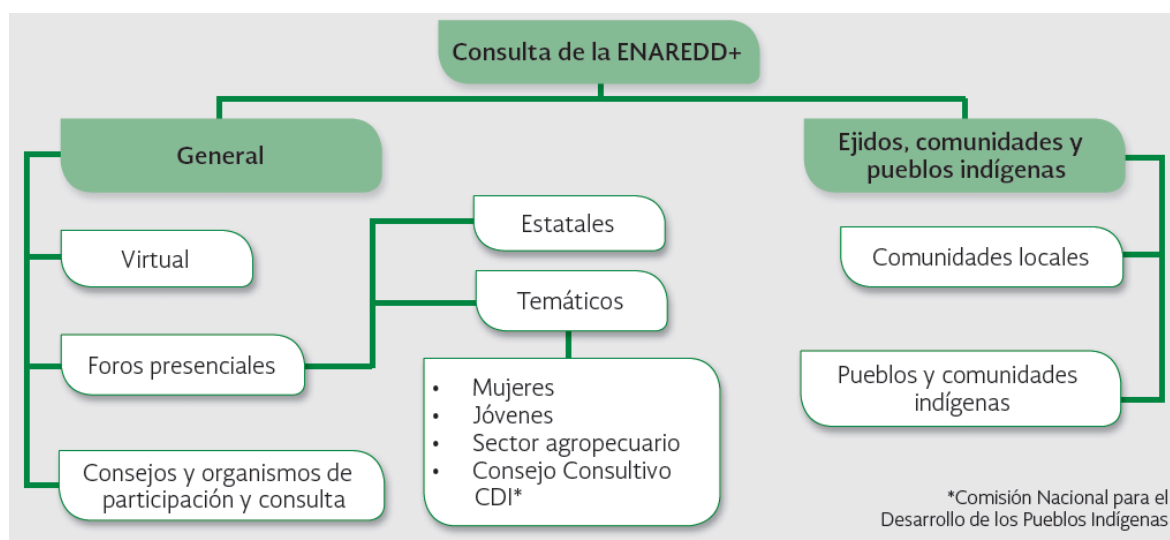 Consulta de la ENAREDD+
General
Virtual
Foros presenciales
Consejos y organismos de
participación y consulta
Estatales
Temáticos
• Mujeres
• Jóvenes
• Sector agropecuario
• Consejo Consultivo
CDI*
Ejidos, comunidades y
pueblos indígenas
Comunidades locales
Pueblos y comunidades
indígenas
*Comisión Nacional para el
Desarrollo de los Pueblos Indígenas